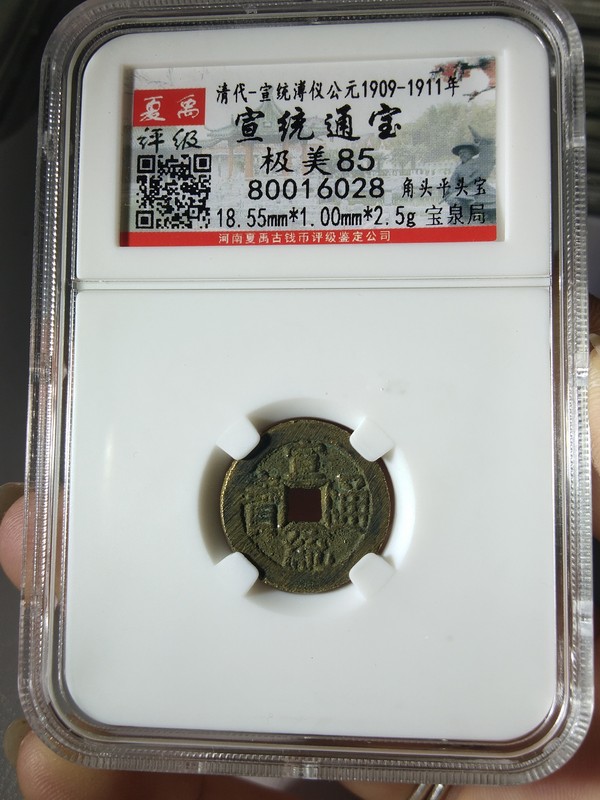 清代-宣统溥仪公元1909-1911年
夏禹
评级
宣统通宝
极美85
80016028 角头平头宝
18.55mm*1.00mm*2.5g 宝泉局
河南夏禹古钱币评级鉴定公司
宣
統
通
寶